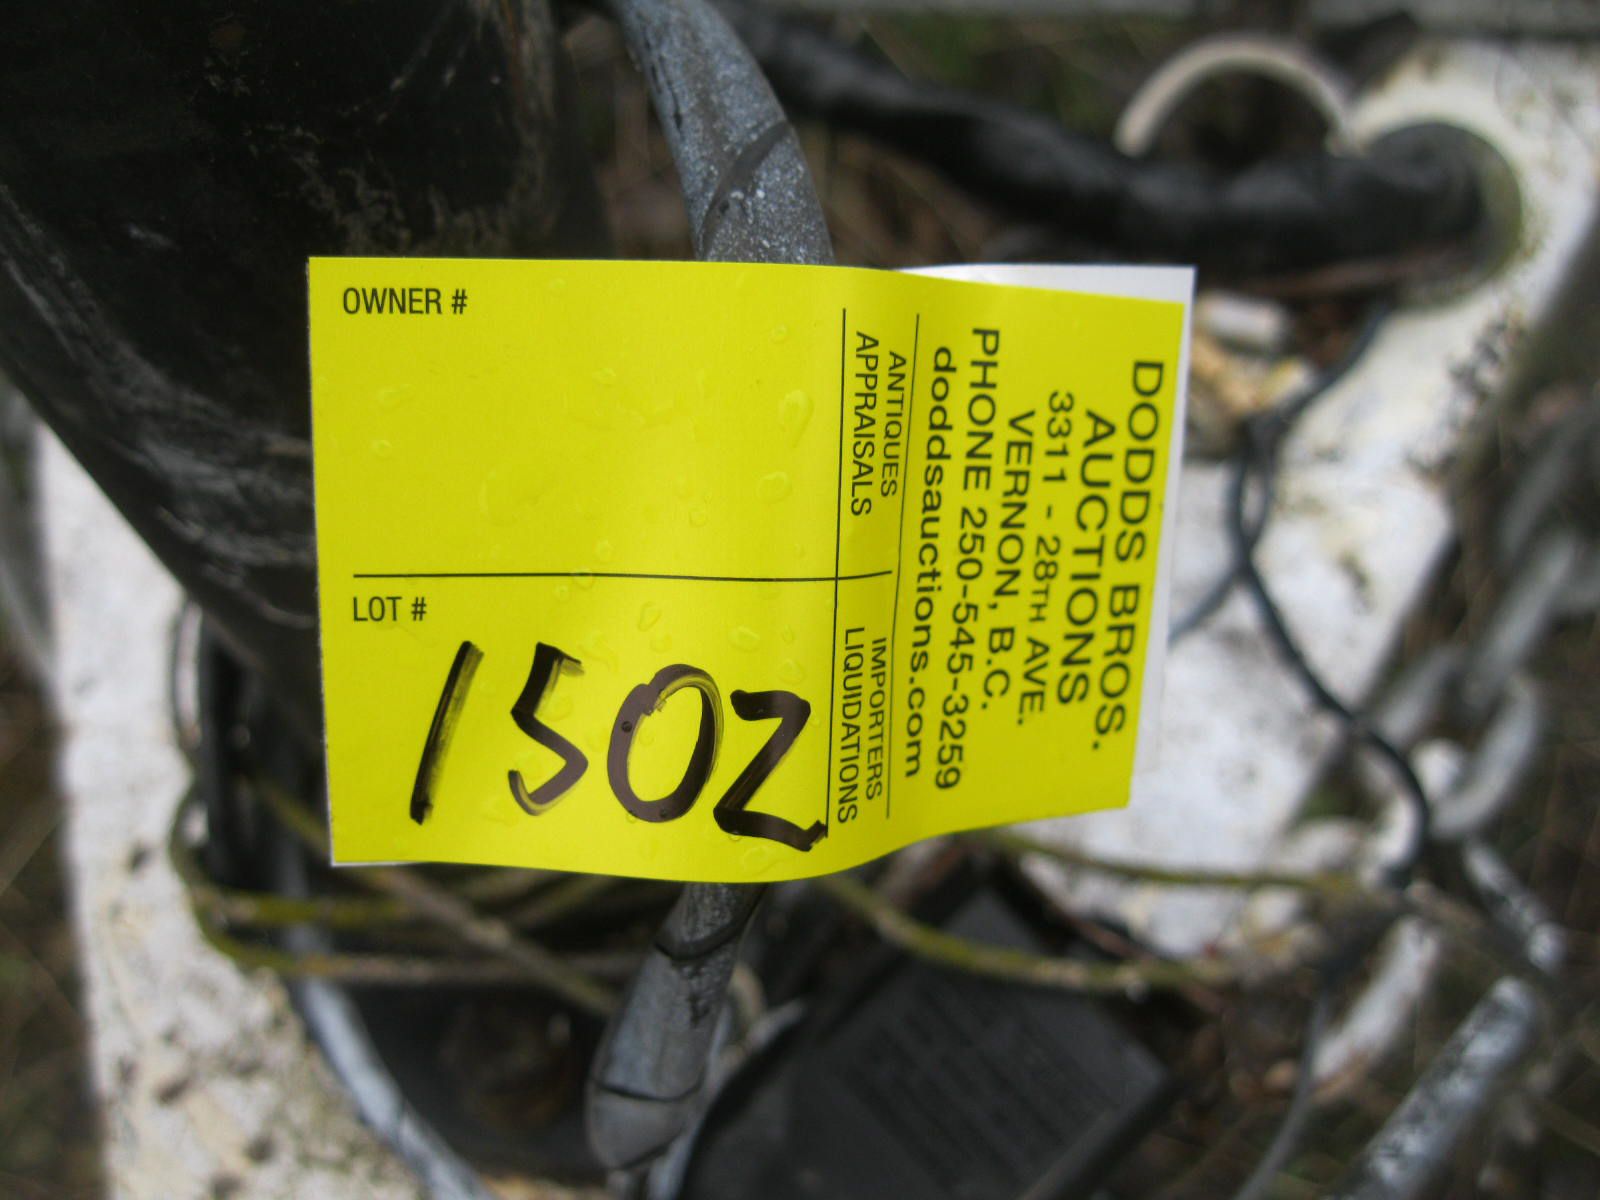 OWNER #
LOT #
1502
ANTIQUES
APPRAISALS
IMPORTERS
LIQUIDATIONS
DODDS BROS.
AUCTIONS
3311 - 28TH AVE.
VERNON, B.C.
PHONE 250-545-3259
doddsauctions.com